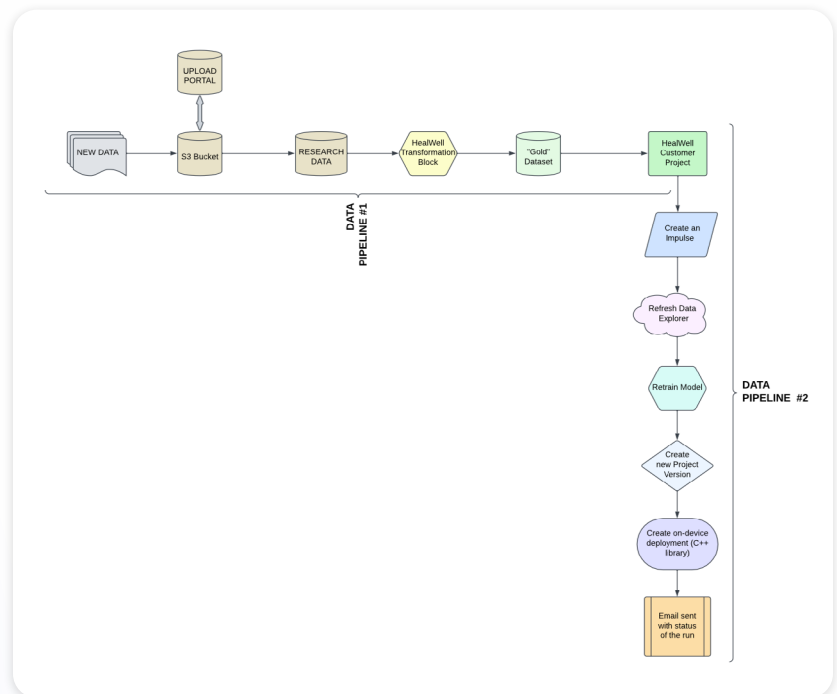 UPLOAD
PORTAL
NEW DATA
S3 Bucket
RESEARCH
DATA
HealWell
Transformation
Block
"Gold"
Dataset
HealWell
Customer
Project
DATA
PIPELINE #1
Create an
Impulse
Refresh Data
Explorer
Retrain Model
DATA
PIPELINE #2
Create
new Project
Version
Create on-device
deployment (C++
library)
Email sent
with status
of the run